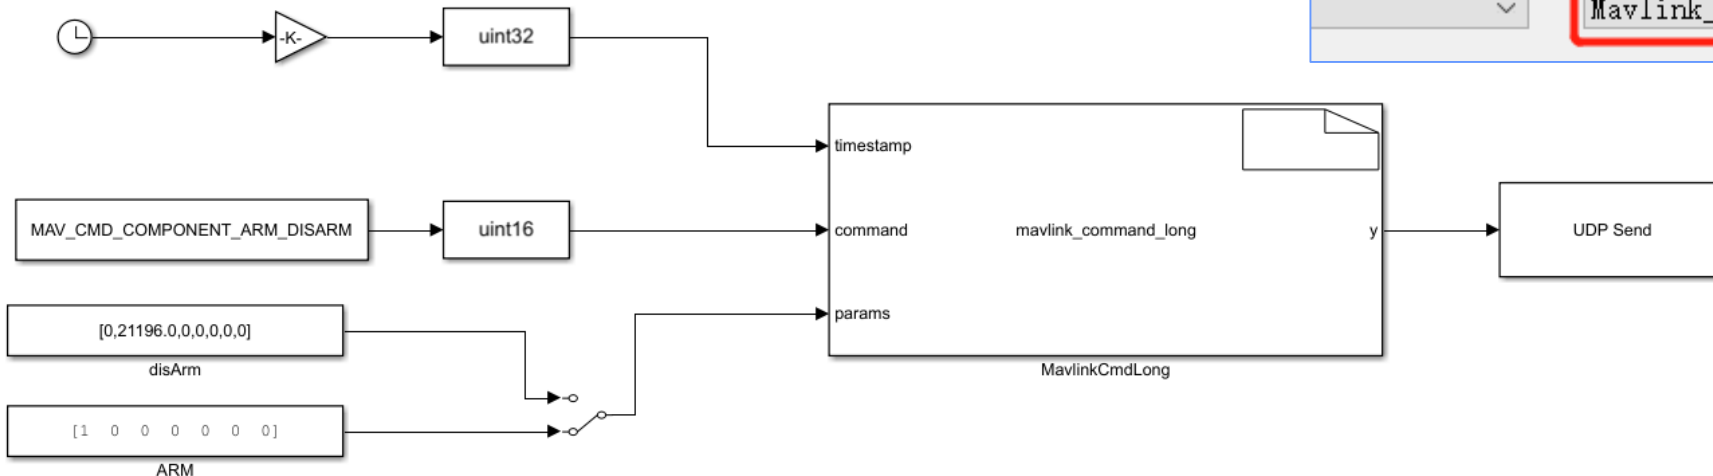 Mavlink_
-K-
uint32
timestamp
MAV_CMD_COMPONENT_ARM_DISARM
uint16
command
mavlink_command_long
y
UDP Send
[0,21196.0,0,0,0,0,0]
params
disArm
MavlinkCmdLong
[1 0 0 0 0 0 0]
ARM